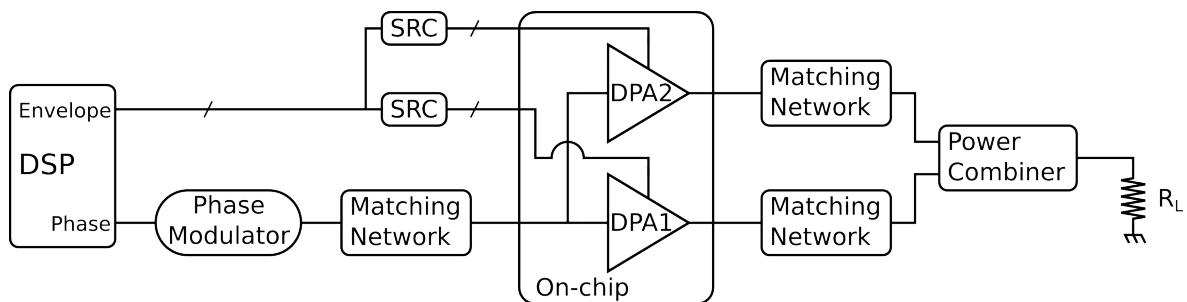 SRC
DPA2
Matching
Network
Envelope
SRC
DSP
Power
Combiner
Phase
Phase
Modulator
Matching
Network
DPA1
Matching
Network
R_L
On-chip